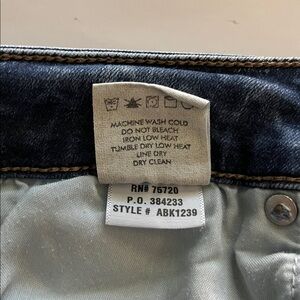 MACHINE WASH COLD
DO NOT BLEACH
IRON LOW HEAT
TUMBLE DRY LOW HEAT
LINE DRY
DRY CLEAN
RN# 75720
P.O. 384233
STYLE # ABK1239